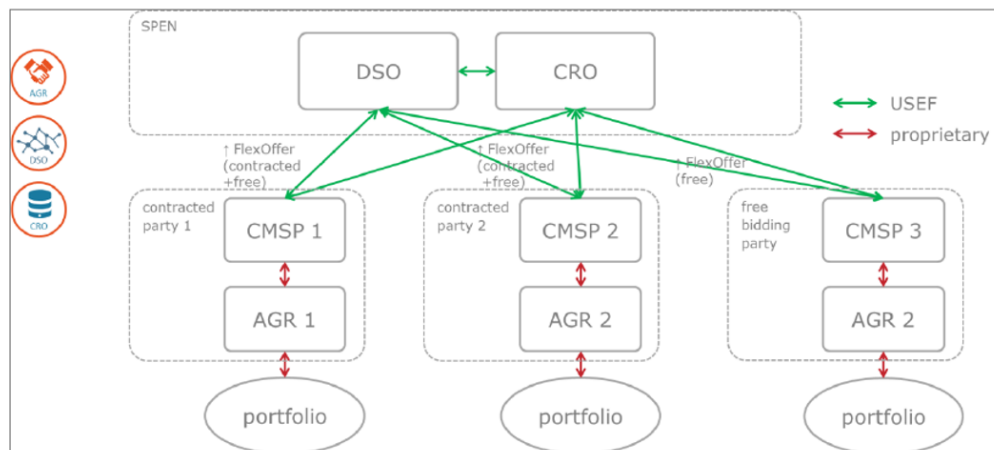 SPEN
DSO
CRO
AGR
DSO
CRO
USEF
proprietary
↑ FlexOffer
(contracted
+free)
↑ FlexOffer
(contracted
+free)
↑ FlexOffer
(free)
contracted
party 1
CMSP 1
AGR 1
portfolio
contracted
party 2
CMSP 2
AGR 2
portfolio
free
bidding
party
CMSP 3
AGR 2
portfolio